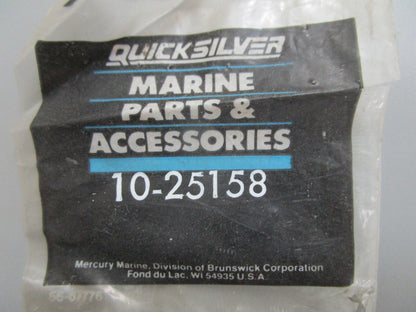 QUICKSILVER
MARINE
PARTS &
ACCESSORIES
10-25158
Mercury Marine, Division of Brunswick Corporation
Fond du Lac, WI 54935 U.S.A.